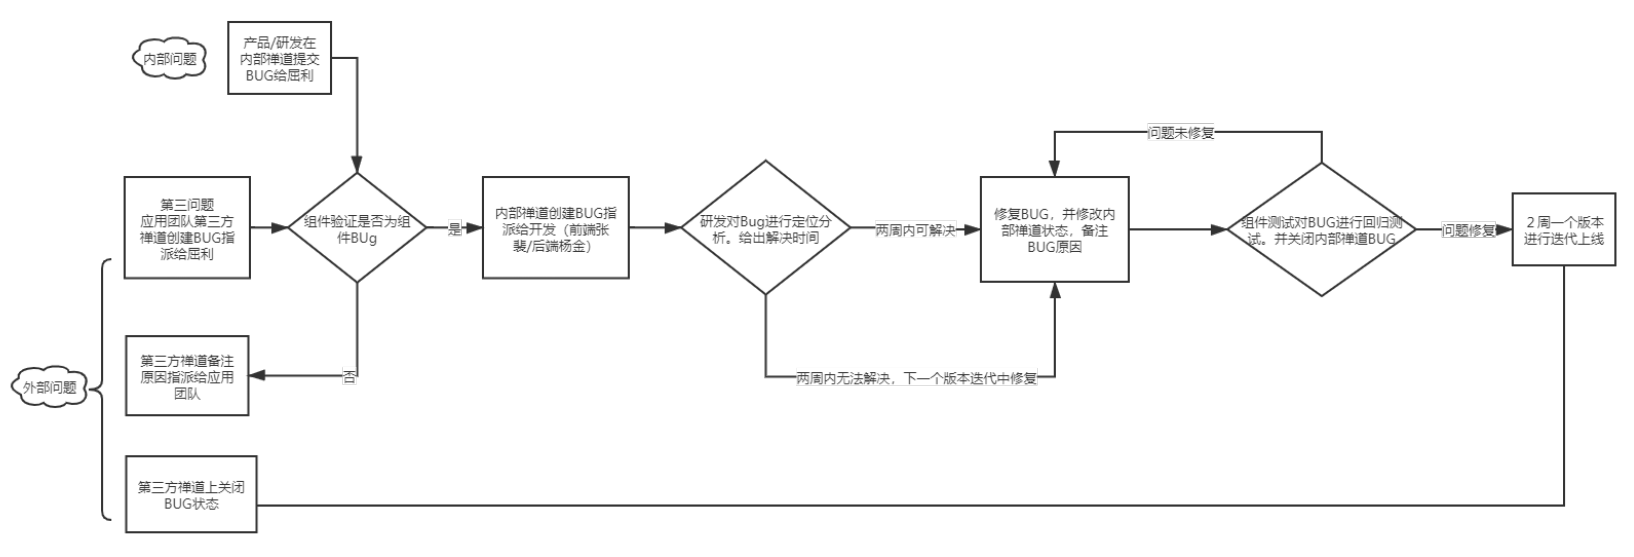 内部问题
产品/研发在
内部禅道提交
BUG给屈利
第三问题
应用团队第三方
禅道创建BUG指
派给屈利
组件验证是否为组
件BUg
是
内部禅道创建BUG指
派给开发（前端张
裴/后端杨金）
研发对Bug进行定位分
析。给出解决时间
两周内可解决
修复BUG，并修改内
部禅道状态，备注
BUG原因
问题未修复
组件测试对BUG进行回归测
试。并关闭内部禅道BUG
问题修复
2周一个版本
进行迭代上线
外部问题
第三方禅道备注
原因指派给应用
团队
否
两周内无法解决，下一个版本迭代中修复
第三方禅道上关闭
BUG状态